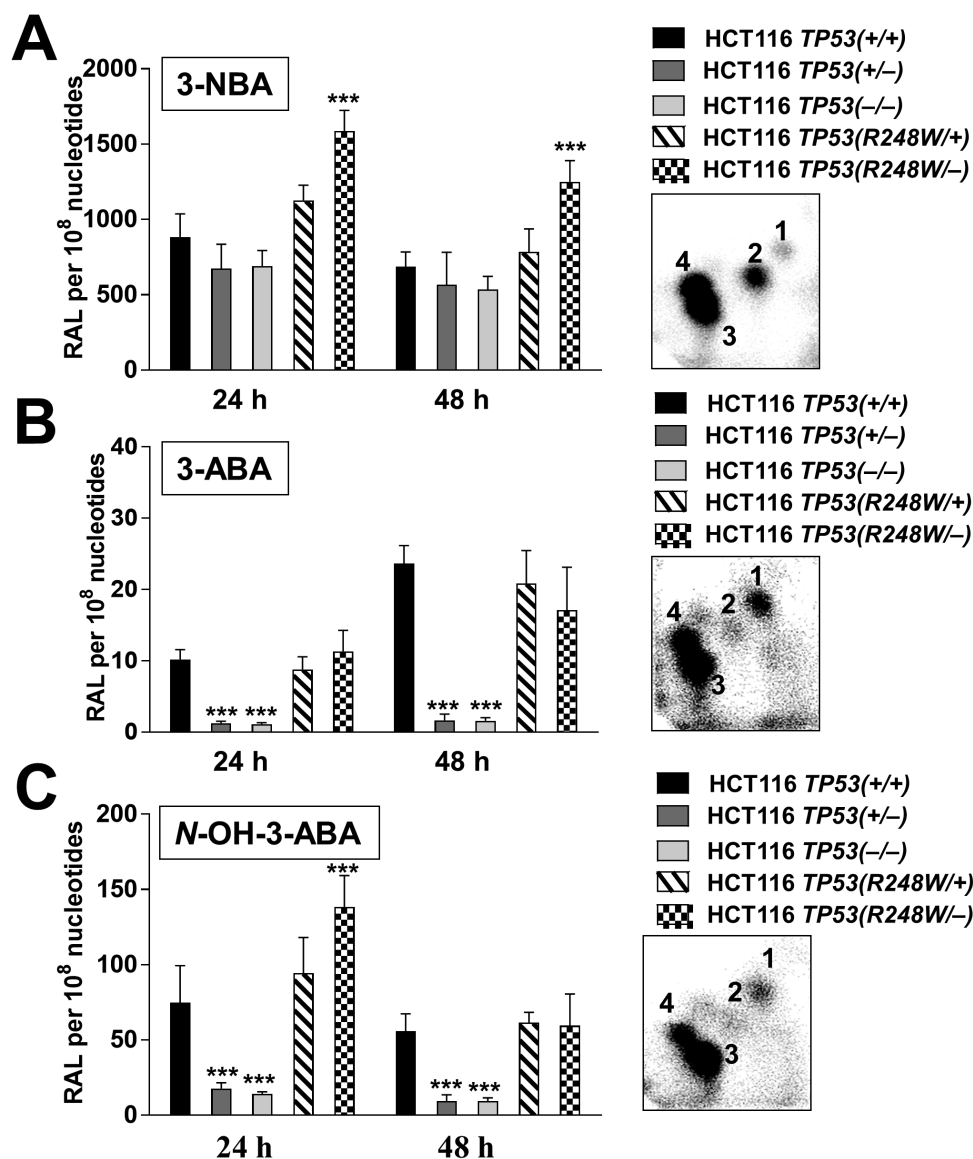 A
3-NBA
RAL per 10⁸ nucleotides
2000
1500
1000
500
0
***
***
24 h
48 h
HCT116 TP53(+/+)
HCT116 TP53(+/–)
HCT116 TP53(–/–)
HCT116 TP53(R248W/+)
HCT116 TP53(R248W/–)
1
2
4
3
B
3-ABA
RAL per 10⁸ nucleotides
40
30
20
10
0
*** ***
*** ***
24 h
48 h
HCT116 TP53(+/+)
HCT116 TP53(+/–)
HCT116 TP53(–/–)
HCT116 TP53(R248W/+)
HCT116 TP53(R248W/–)
1
2
4
3
C
N-OH-3-ABA
RAL per 10⁸ nucleotides
200
150
100
50
0
***
*** ***
*** ***
24 h
48 h
HCT116 TP53(+/+)
HCT116 TP53(+/–)
HCT116 TP53(–/–)
HCT116 TP53(R248W/+)
HCT116 TP53(R248W/–)
1
2
4
3